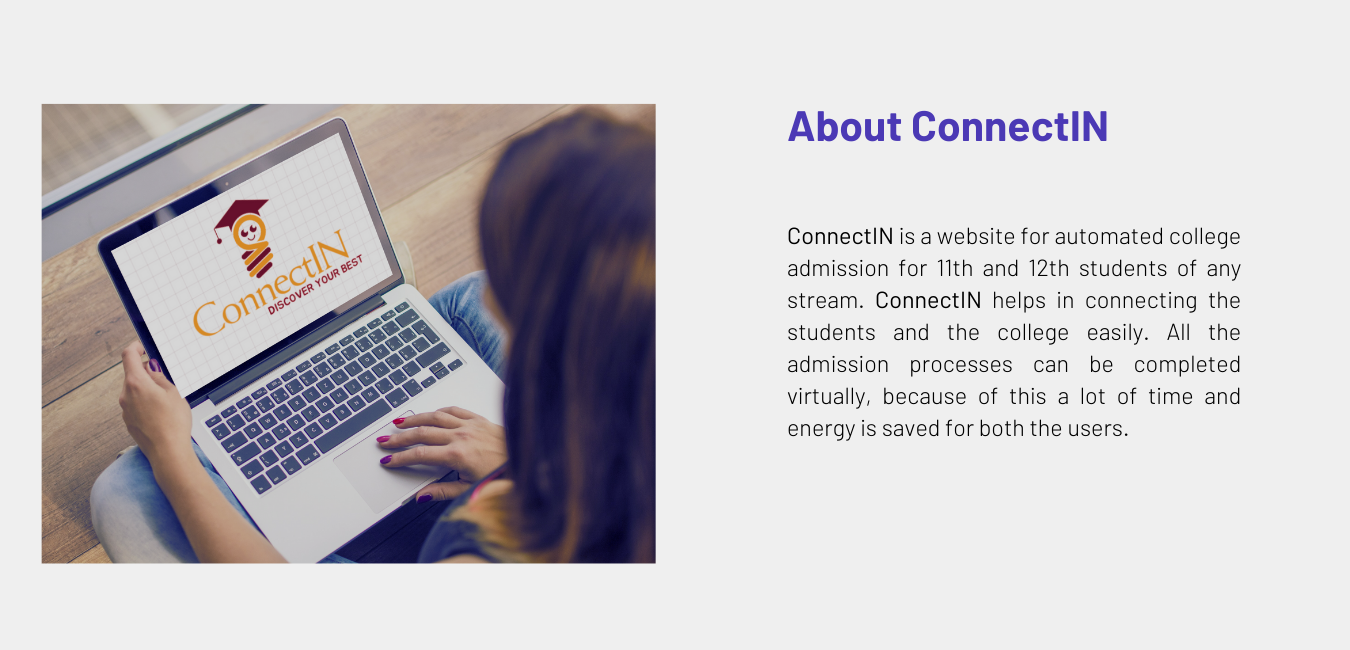 ConnectIN
DISCOVER YOUR BEST
About ConnectIN
ConnectIN is a website for automated college
admission for 11th and 12th students of any
stream. ConnectIN helps in connecting the
students and the college easily. All the
admission processes can be completed
virtually, because of this a lot of time and
energy is saved for both the users.